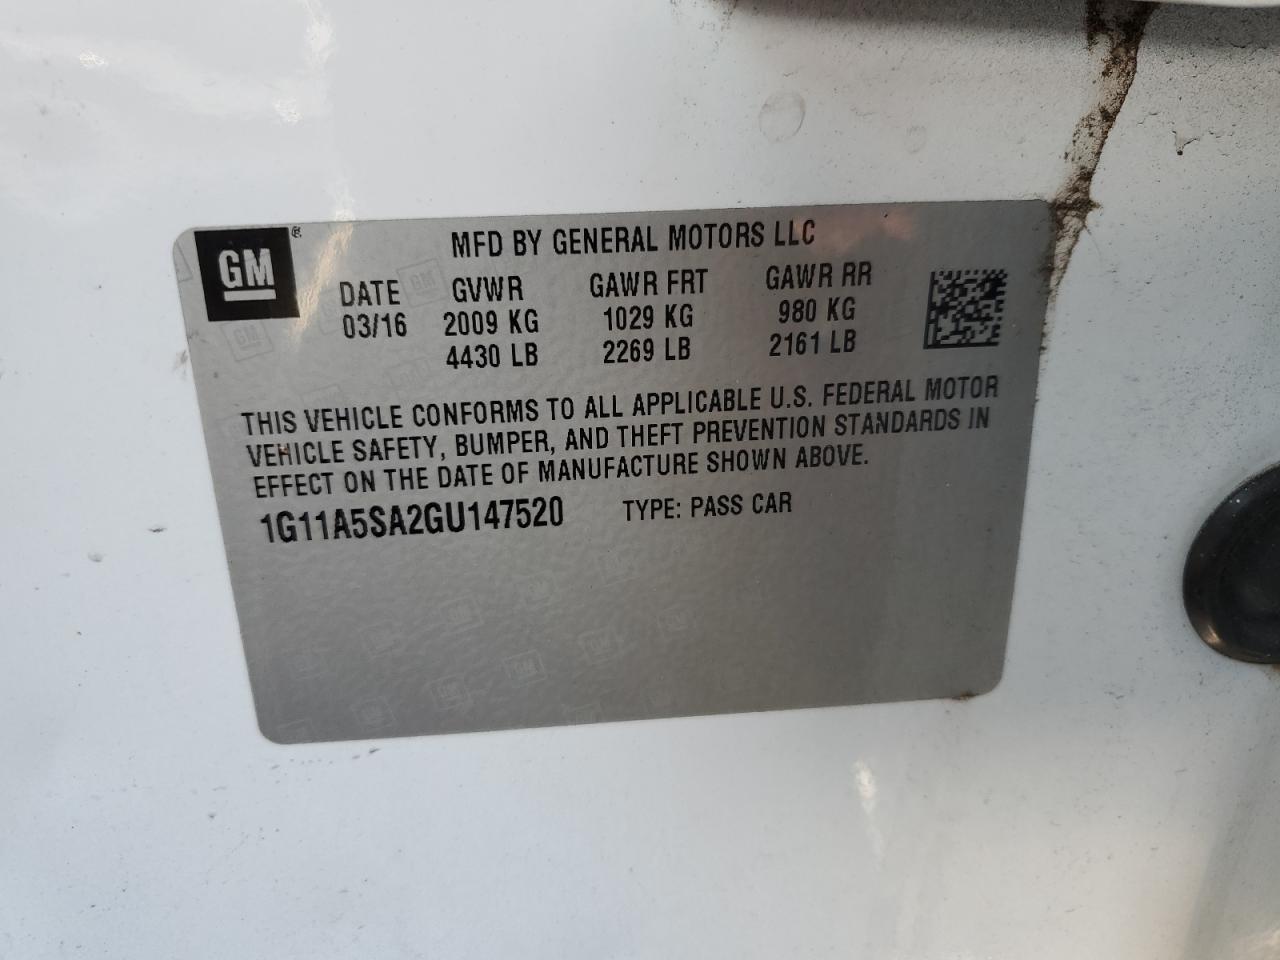 GM ®
MFD BY GENERAL MOTORS LLC
DATE GVWR GAWR FRT GAWR RR
03/16 2009 KG 1029 KG 980 KG
4430 LB 2269 LB 2161 LB
THIS VEHICLE CONFORMS TO ALL APPLICABLE U.S. FEDERAL MOTOR
VEHICLE SAFETY, BUMPER, AND THEFT PREVENTION STANDARDS IN
EFFECT ON THE DATE OF MANUFACTURE SHOWN ABOVE.
1G11A5SA2GU147520 TYPE: PASS CAR